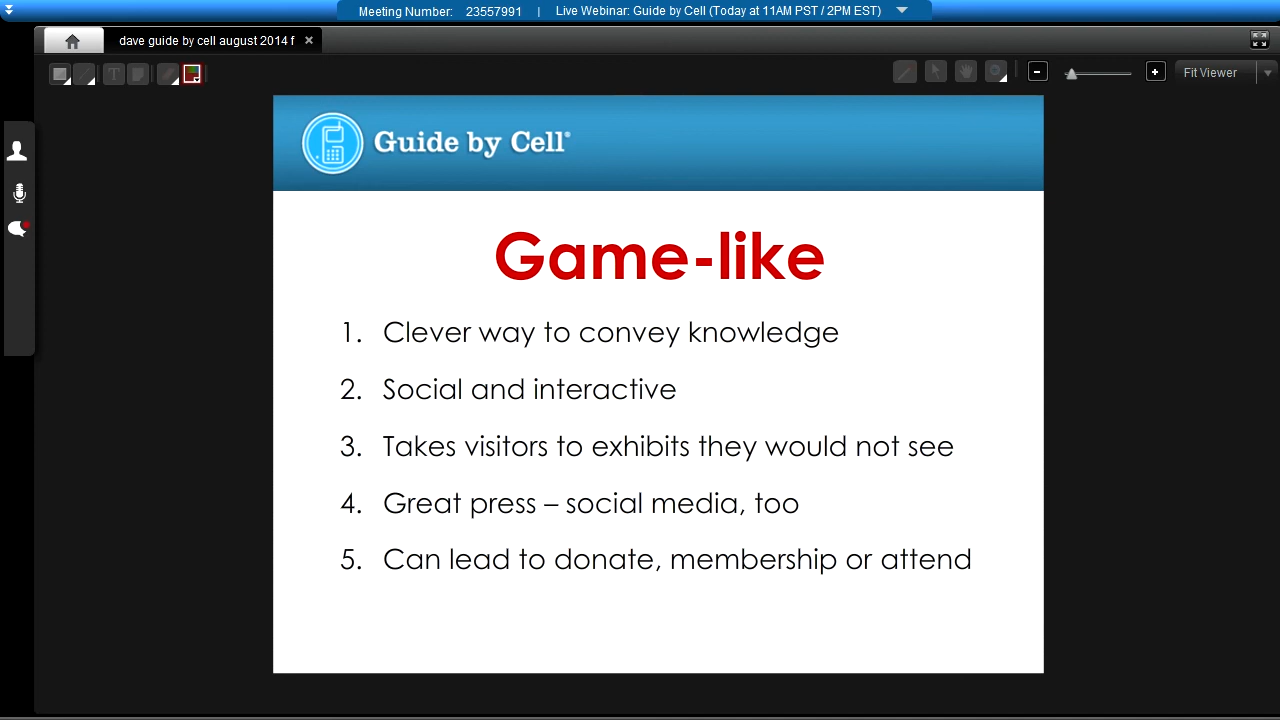 Meeting Number: 23557991 | Live Webinar: Guide by Cell (Today at 11AM PST / 2PM EST)
dave guide by cell august 2014 f ×
T
Fit Viewer
Guide by Cell®
Game-like
1. Clever way to convey knowledge
2. Social and interactive
3. Takes visitors to exhibits they would not see
4. Great press – social media, too
5. Can lead to donate, membership or attend